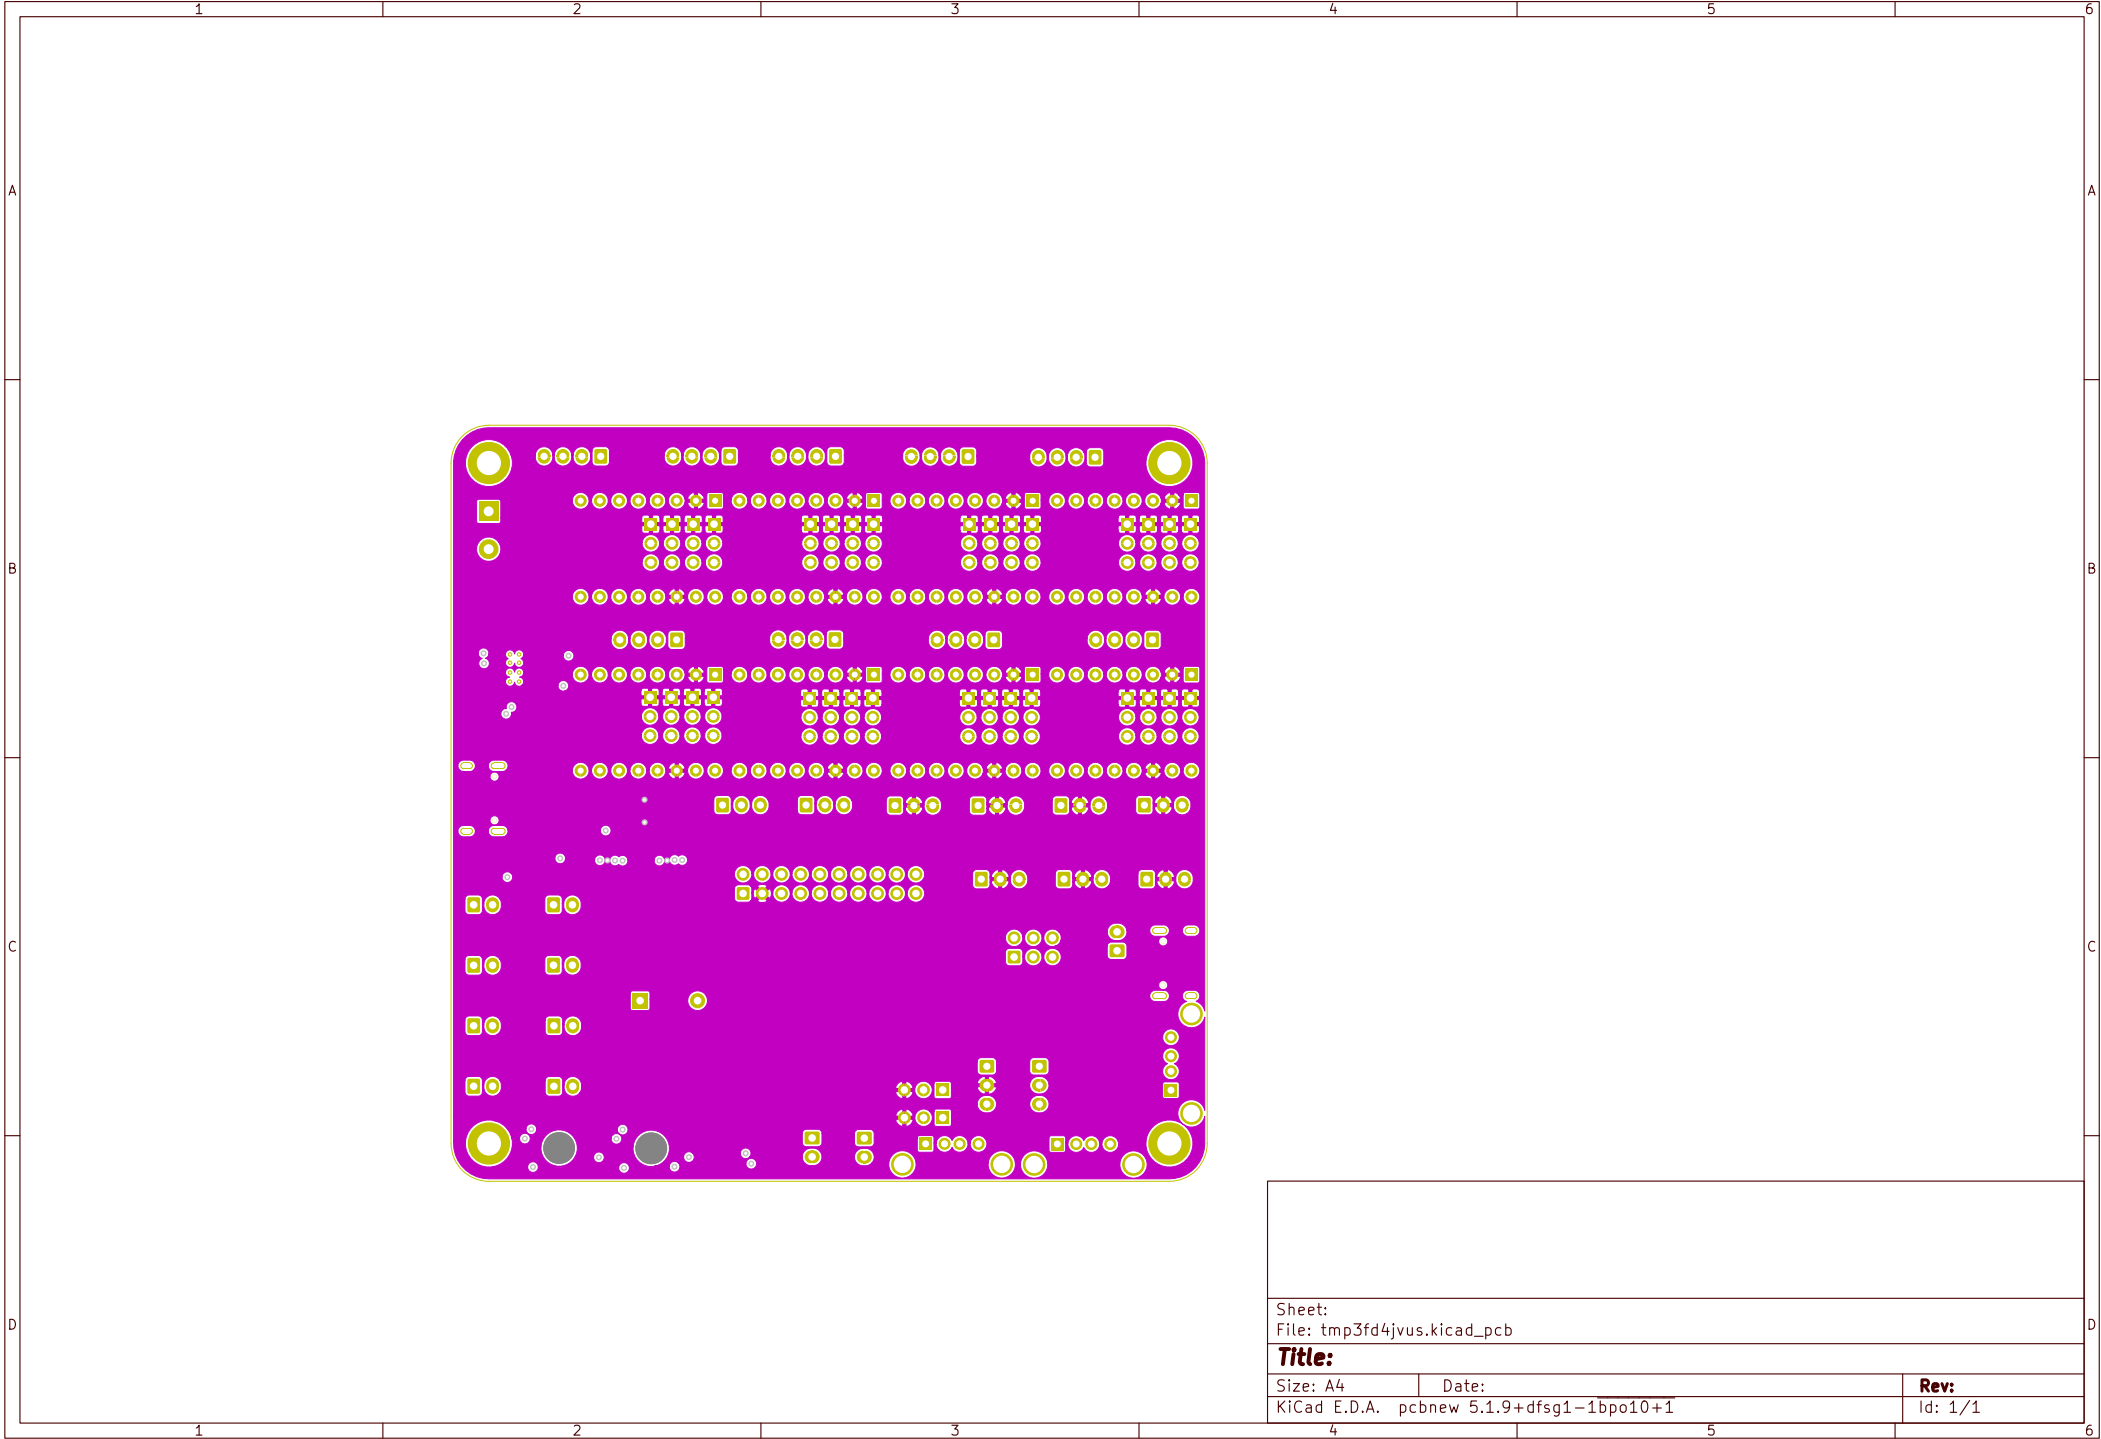 1 2 3 4 5 6
A A
B B
C C
D D
Sheet:
File: tmp3fd4jvus.kicad_pcb
Title:
Size: A4 Date: Rev:
KiCad E.D.A. pcbnew 5.1.9+dfsg1-1bpo10+1 Id: 1/1
1 2 3 4 5 6